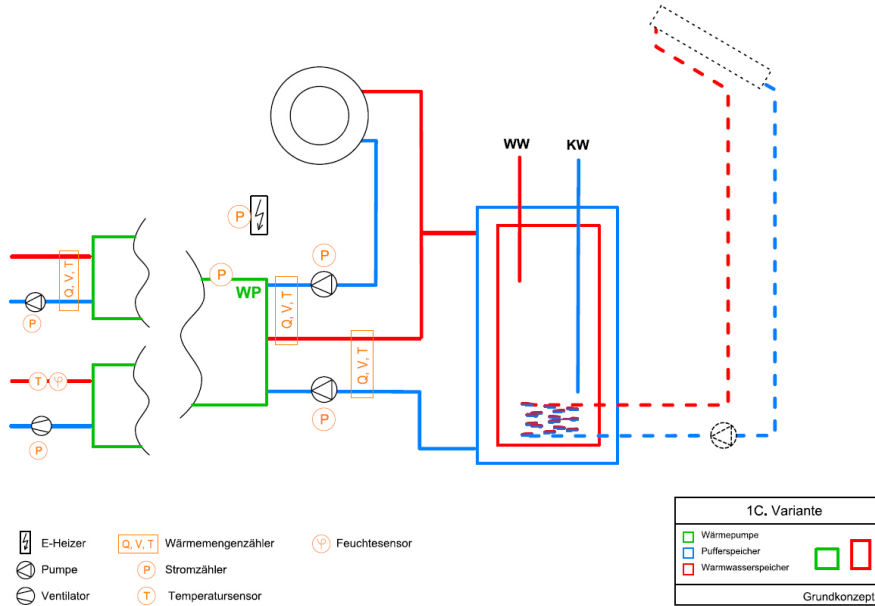 WW
KW
P
P
P
WP
Q, V, T
Q, V, T
Q, V, T
P
T
φ
P
P
E-Heizer
Q, V, T
Wärmemengenzähler
φ
Feuchtesensor
Pumpe
P
Stromzähler
Ventilator
T
Temperatursensor
1C. Variante
Wärmepumpe
Pufferspeicher
Warmwasserspeicher
Grundkonzept